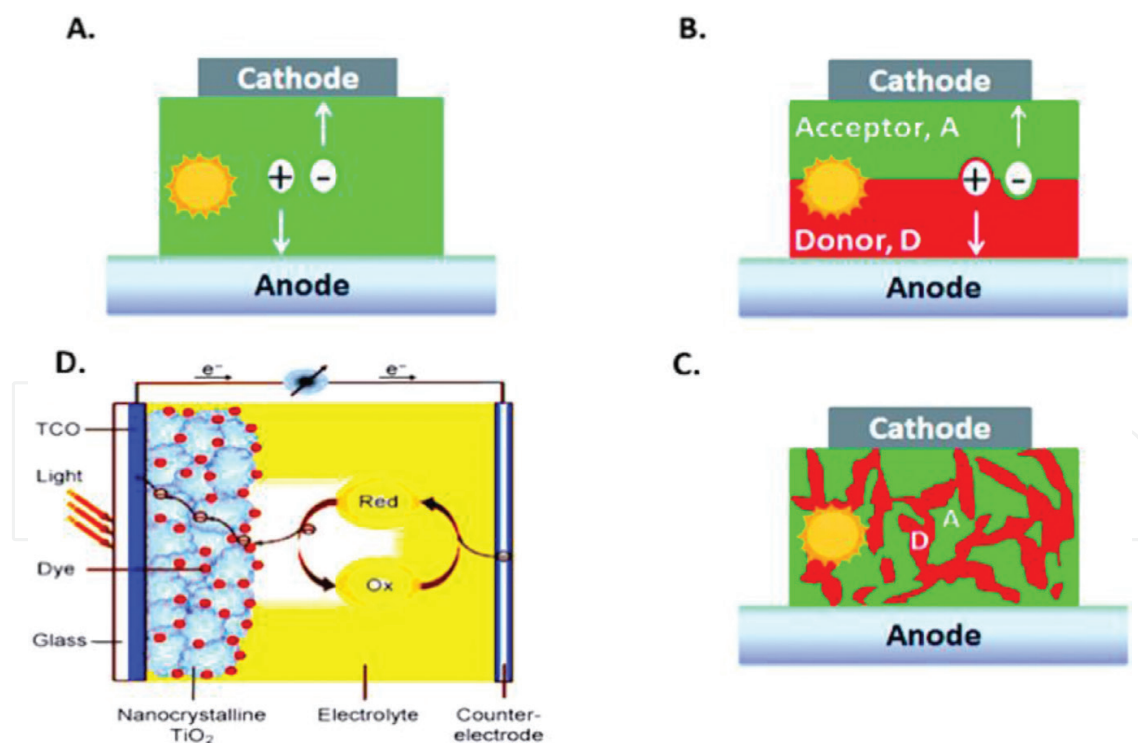 A.
Cathode
+ -
Anode
B.
Cathode
Acceptor, A
+ -
Donor, D
Anode
D.
e⁻ e⁻
TCO
Light
Dye
Glass
Red
Ox
Nanocrystalline
TiO₂
Electrolyte
Counter-
electrode
C.
Cathode
A
D
Anode